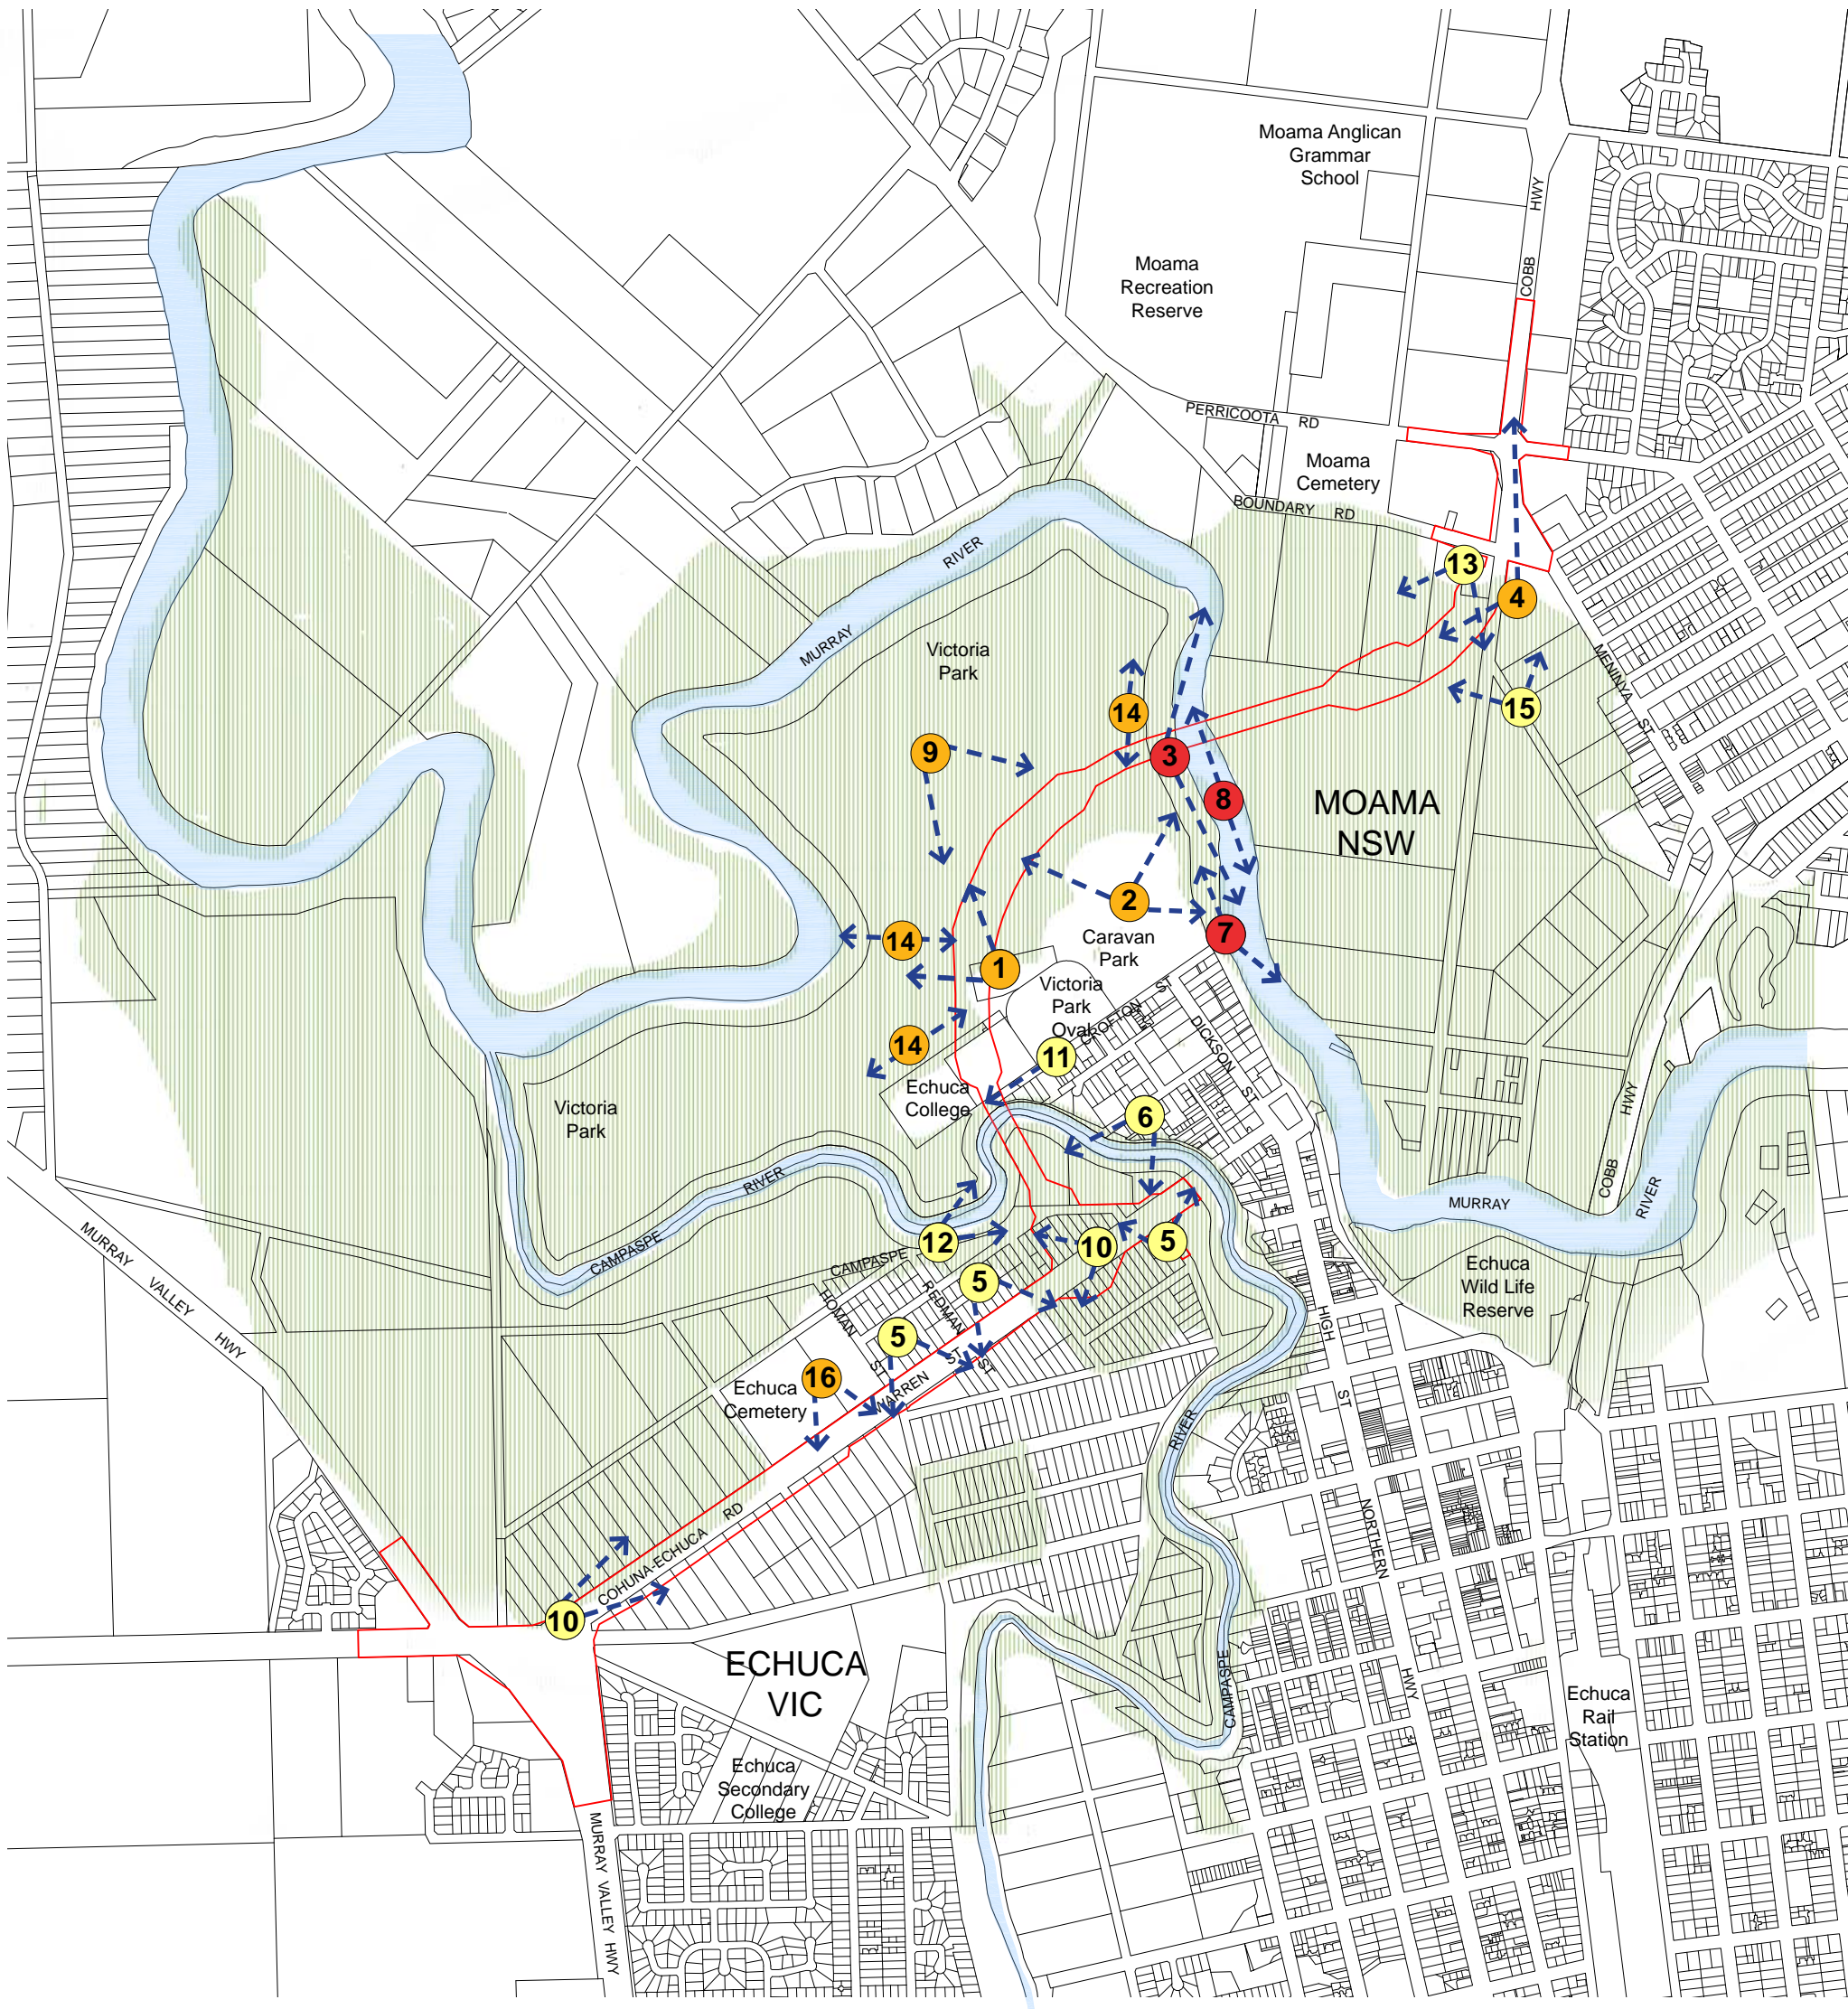 Moama Anglican
Grammar
School
HWY
COBB
Moama
Recreation
Reserve
PERRICOOTA RD
Moama
Cemetery
BOUNDARY RD
RIVER
13
4
MURRAY
Victoria
Park
MENINYA ST
14
15
9
3
8
MOAMA
NSW
2
7
14
Caravan
Park
1
Victoria
Park
Oval
CROFTON ST
DICKSON ST
14
11
Echuca
College
Victoria
Park
6
HWY
COBB
RIVER
MURRAY
RIVER
CAMPASPE
CAMPASPE
12
10
5
MURRAY VALLEY HWY
Echuca
Wild Life
Reserve
5
REDMAN ST
HOMAN ST
HIGH ST
5
16
Echuca
Cemetery
WARREN ST
RIVER
COHUNA-ECHUCA RD
NORTHERN HWY
10
ECHUCA
VIC
CAMPASPE
Echuca
Rail
Station
Echuca
Secondary
College
MURRAY VALLEY HWY